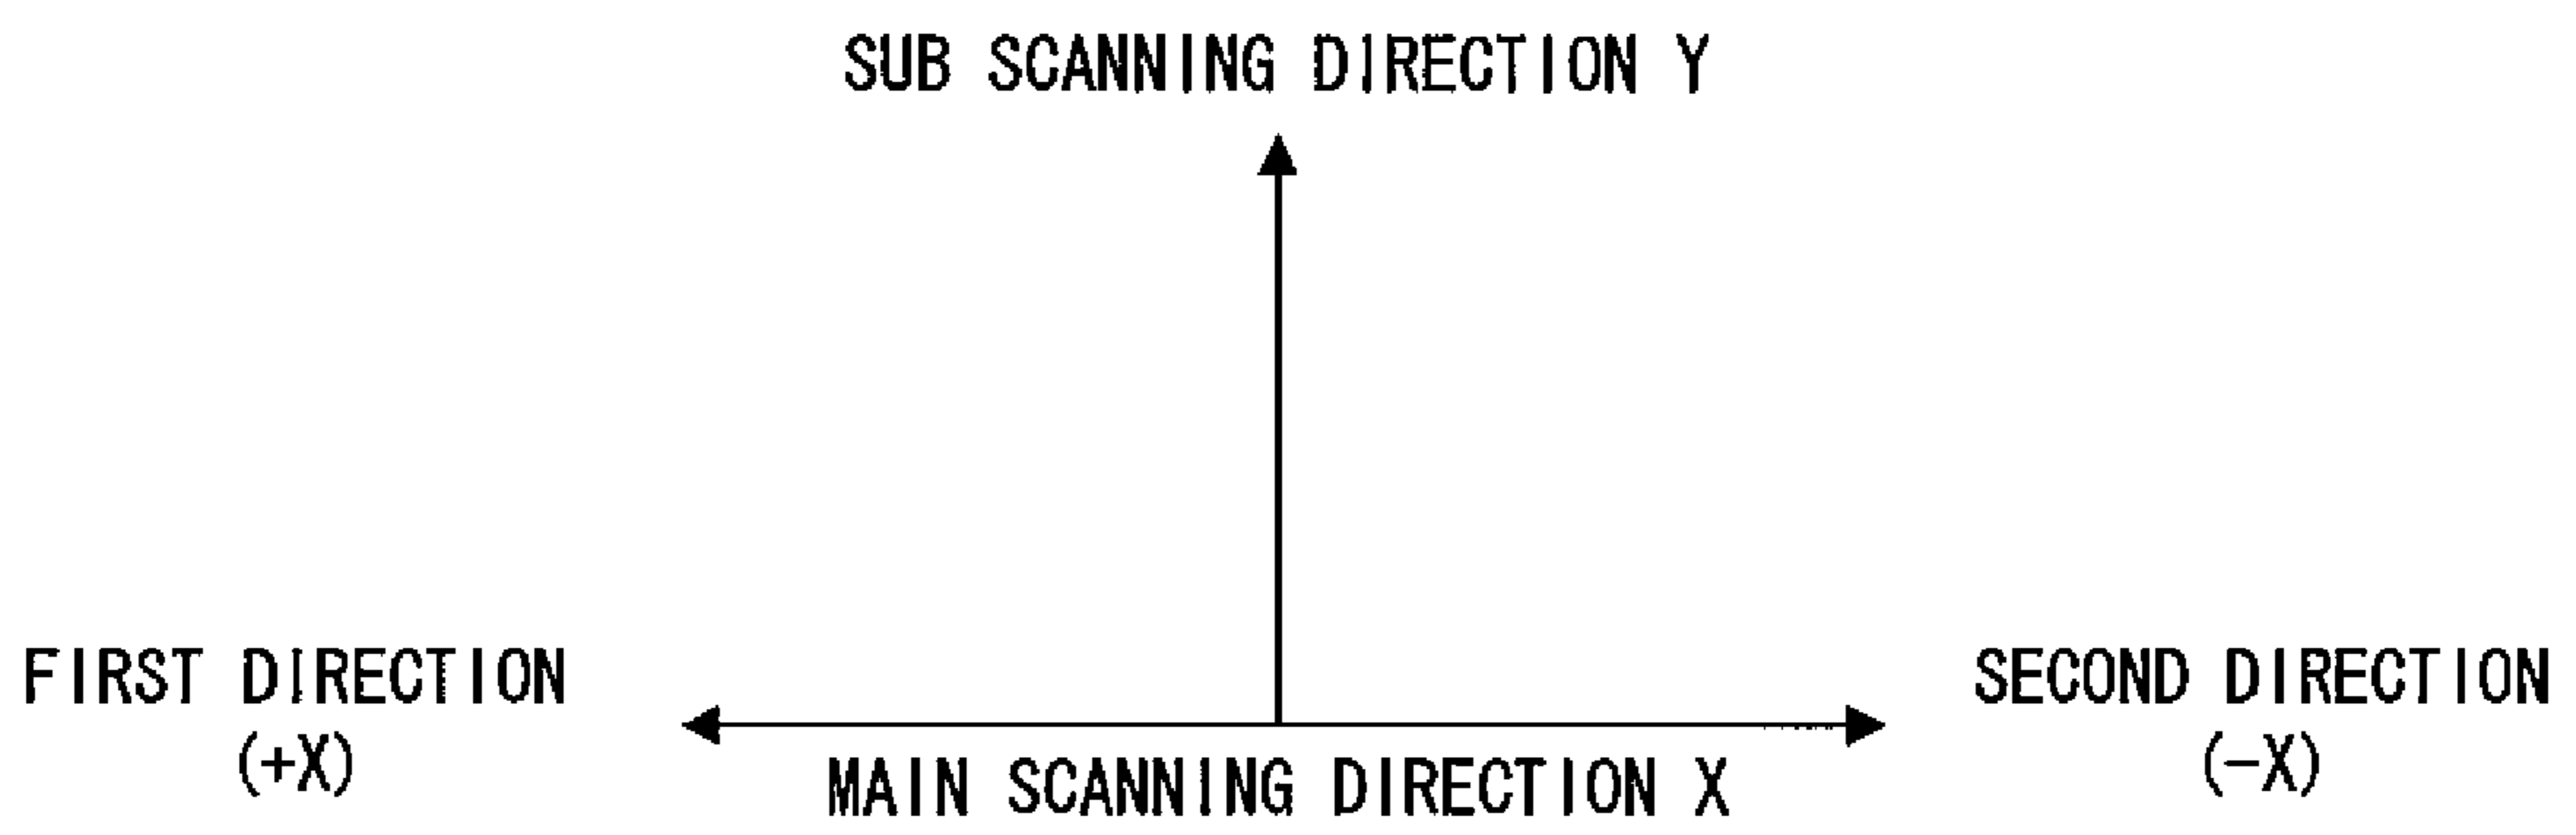 SUB SCANNING DIRECTION Y
FIRST DIRECTION
(+X)
MAIN SCANNING DIRECTION X
SECOND DIRECTION
(-X)